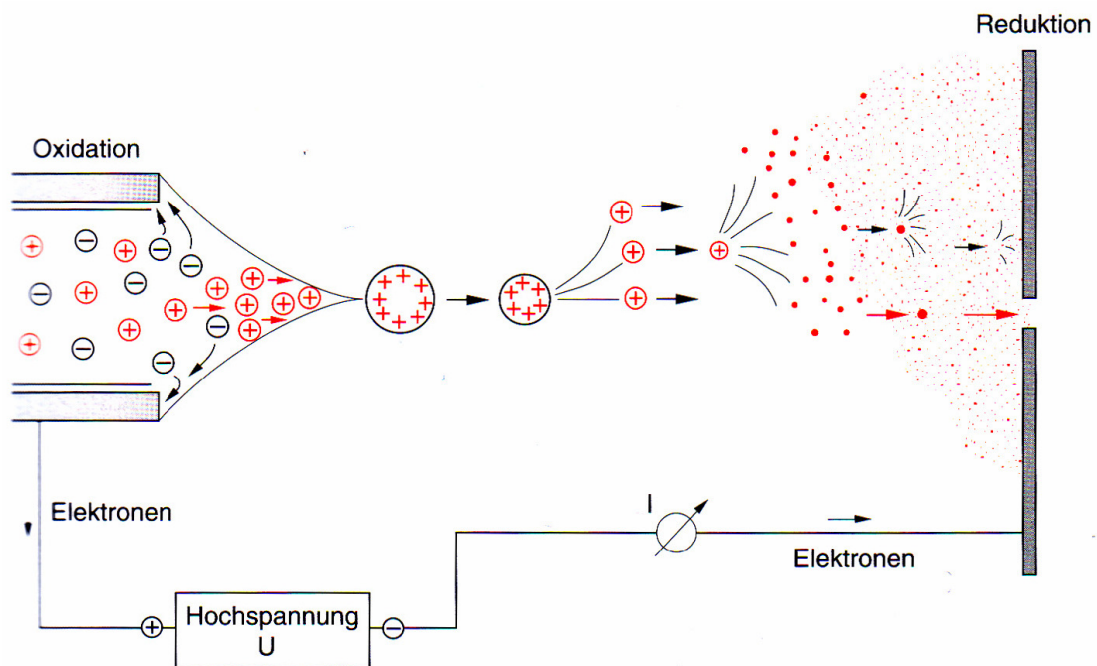 Reduktion
Oxidation
Elektronen
I
Elektronen
Hochspannung
U